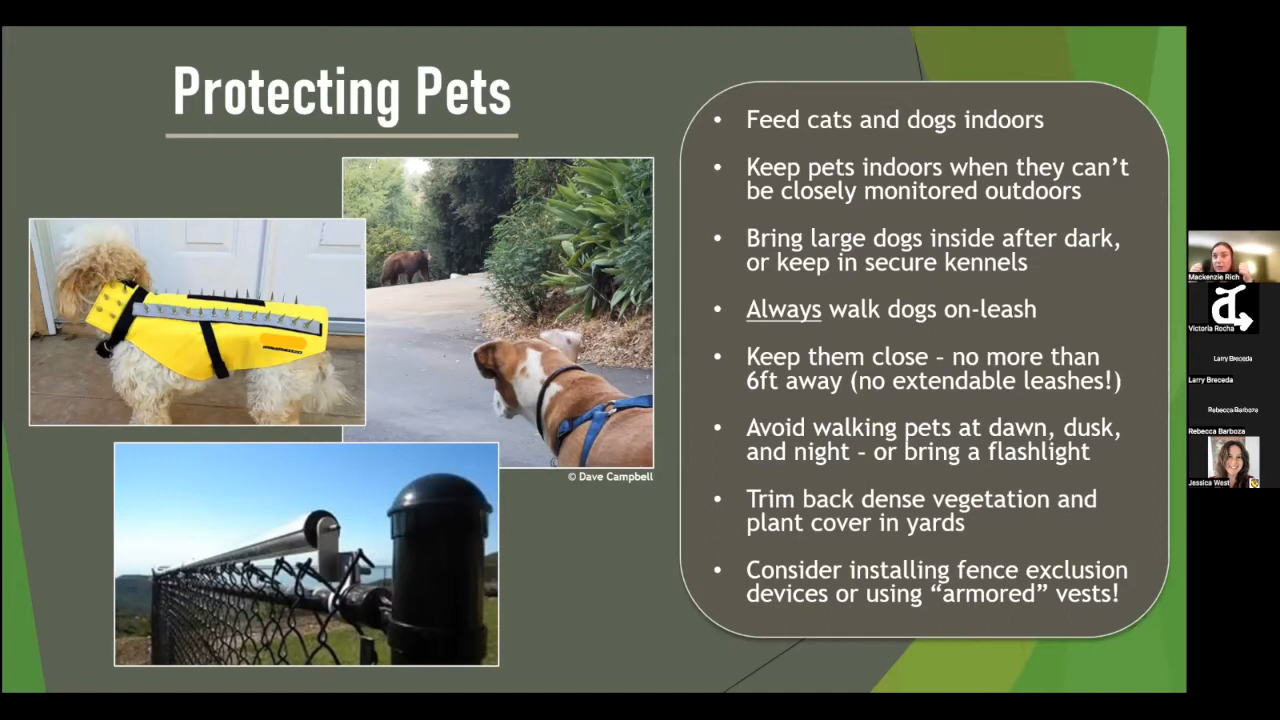 Protecting Pets
© Dave Campbell
• Feed cats and dogs indoors
• Keep pets indoors when they can't
be closely monitored outdoors
• Bring large dogs inside after dark,
or keep in secure kennels
• Always walk dogs on-leash
• Keep them close – no more than
6ft away (no extendable leashes!)
• Avoid walking pets at dawn, dusk,
and night – or bring a flashlight
• Trim back dense vegetation and
plant cover in yards
• Consider installing fence exclusion
devices or using “armored” vests!
Mackenzie Rich
Victoria Rocha
Larry Breceda
Larry Breceda
Rebecca Barboza
Rebecca Barboza
Jessica West